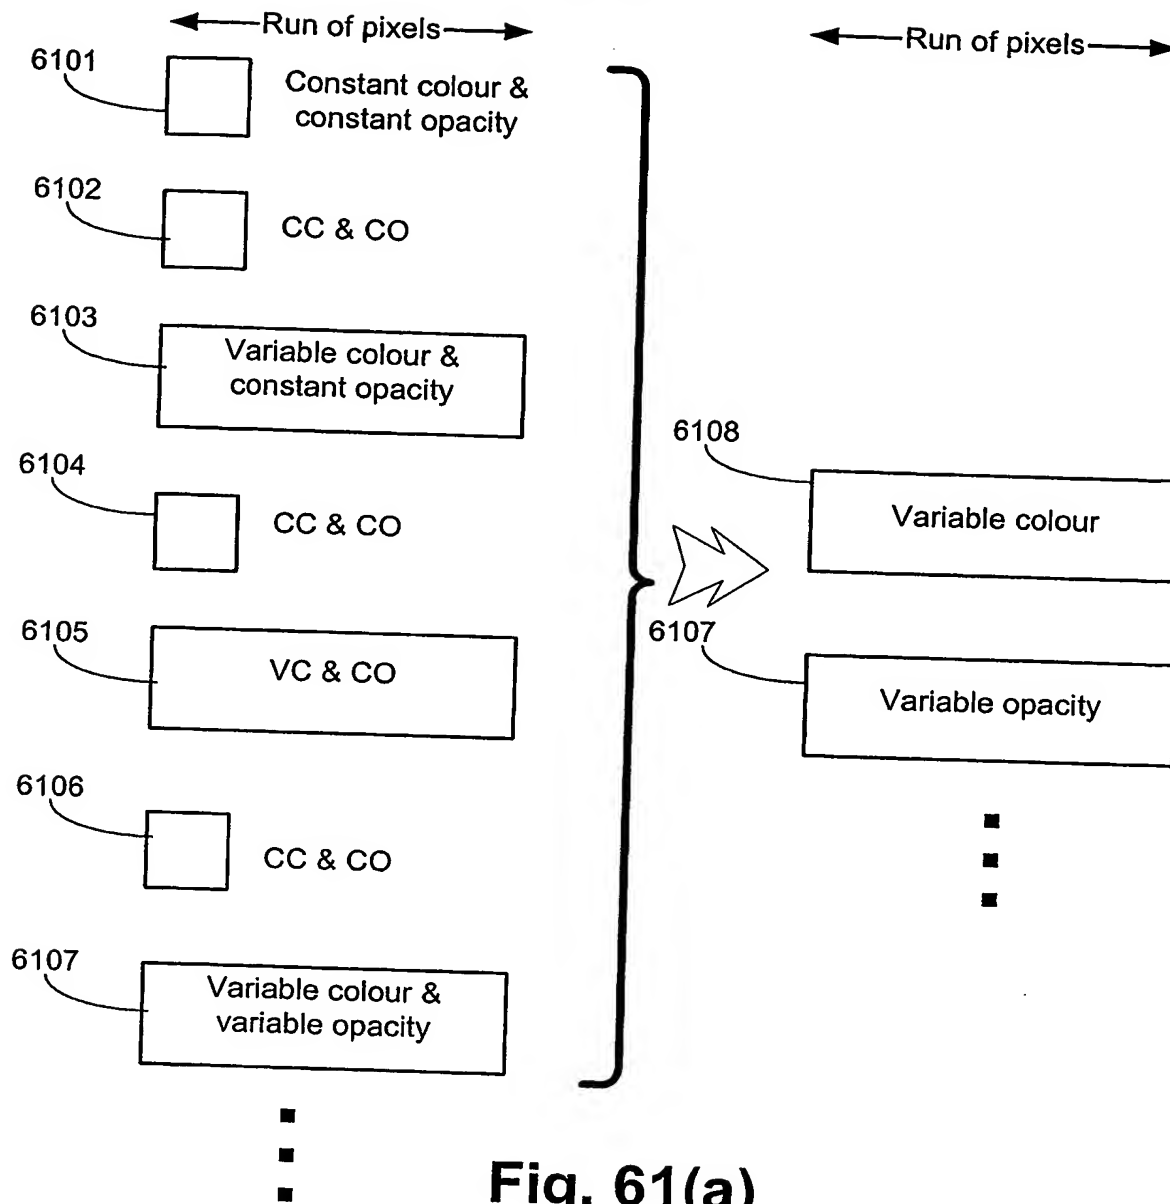 Run of pixels
6101
Constant colour &
constant opacity
6102
CC & CO
6103
Variable colour &
constant opacity
6104
CC & CO
6105
VC & CO
6106
CC & CO
6107
Variable colour &
variable opacity
Run of pixels
6108
Variable colour
6107
Variable opacity
Fig. 61(a)